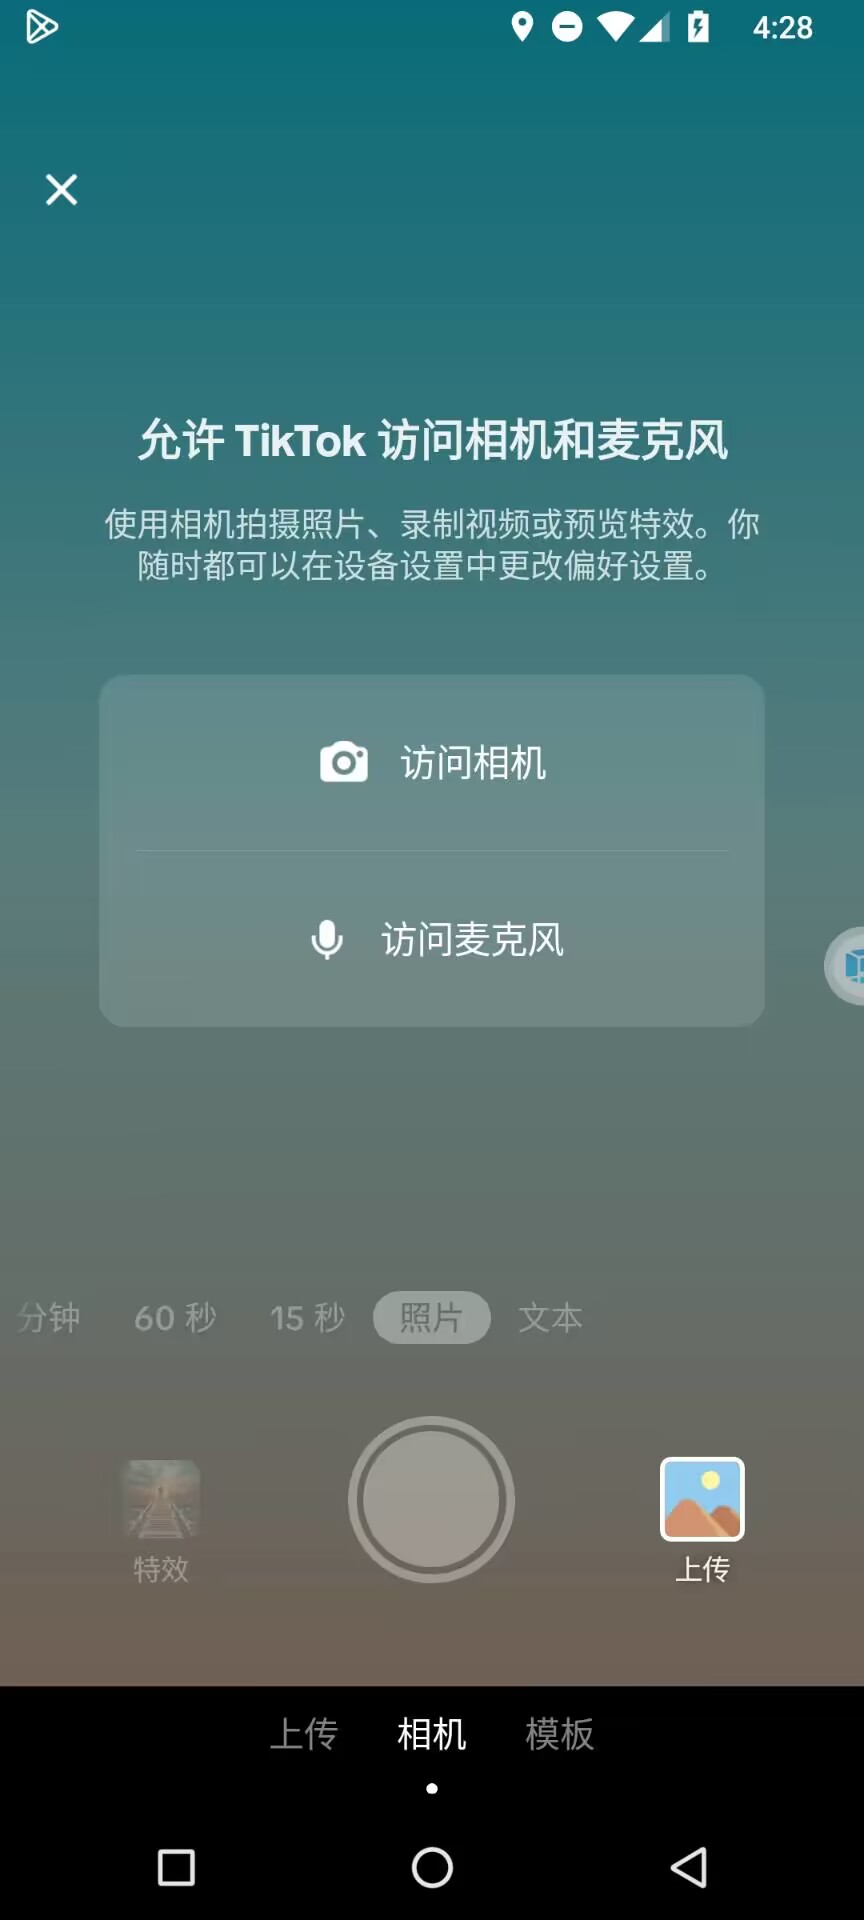 4:28
允许 TikTok 访问相机和麦克风
使用相机拍摄照片、录制视频或预览特效。你
随时都可以在设备设置中更改偏好设置。
访问相机
访问麦克风
分钟 60 秒 15 秒 照片 文本
特效 上传
上传 相机 模板